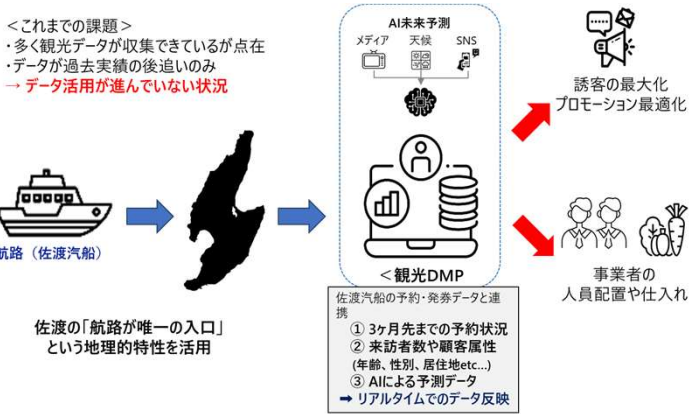 ＜これまでの課題＞
・多く観光データが収集できているが点在
・データが過去実績の後追いのみ
→ データ活用が進んでいない状況
航路（佐渡汽船）
佐渡の「航路が唯一の入口」
という地理的特性を活用
AI未来予測
メディア 天候 SNS
＜観光DMP
佐渡汽船の予約・発券データと連
携
① 3ヶ月先までの予約状況
② 来訪者数や顧客属性
(年齢、性別、居住地etc…)
③ AIによる予測データ
➡ リアルタイムでのデータ反映
誘客の最大化
プロモーション最適化
事業者の
人員配置や仕入れ